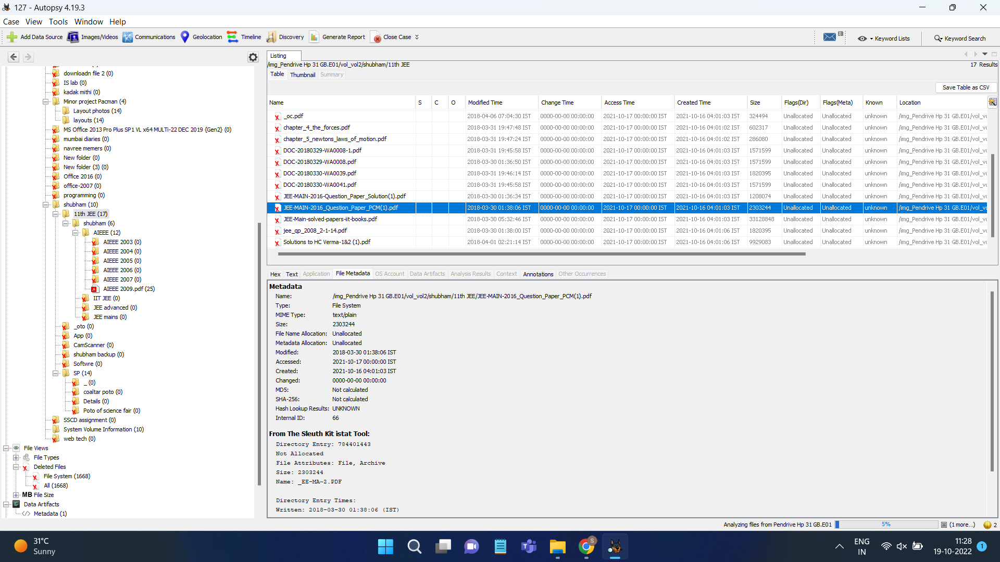 127 - Autopsy 4.19.3
Case View Tools Window Help
Add Data Source Images/Videos Communications Geolocation Timeline Discovery Generate Report Close Case 8 Keyword Lists Keyword Search
downloadn file 2 (0)
IS lab (0)
kadak mithi (0)
Minor project Pacman (4)
Layout photos (14)
layouts (14)
MS Office 2013 Pro Plus SP1 VL x64 MULTi-22 DEC 2019 {Gen2} (0)
mumbai diaries (0)
navree memers (0)
New folder (0)
New folder (3) (0)
Office 2016 (0)
office-2007 (0)
programming (0)
shubham (10)
11th JEE (17)
shubham (6)
AIEEE (12)
AIEEE 2003 (0)
AIEEE 2004 (0)
AIEEE 2005 (0)
AIEEE 2006 (0)
AIEEE 2007 (0)
AIEEE 2009.pdf (25)
IIT JEE (0)
JEE advanced (0)
JEE mains (0)
_oto (0)
App (0)
CamScanner (0)
shubham backup (0)
Softwre (0)
SP (14)
_ (0)
coaltar poto (0)
Details (0)
Poto of science fair (0)
SSCD assignment (0)
System Volume Information (10)
web tech (0)
File Views
File Types
Deleted Files
File System (1668)
All (1668)
MB File Size
Data Artifacts
Metadata (1)
Listing
/img_Pendrive Hp 31 GB.E01/vol_vol2/shubham/11th JEE 17 Results
Table Thumbnail Summary
Save Table as CSV
Name S C O Modified Time Change Time Access Time Created Time Size Flags(Dir) Flags(Meta) Known Location
_oc.pdf 2018-04-06 07:04:30 IST 0000-00-00 00:00:00 2021-10-17 00:00:00 IST 2021-10-16 04:01:02 IST 324494 Unallocated Unallocated unknown /img_Pendrive Hp 31 GB.E01/vol_vo
chapter_4_the_forces.pdf 2018-03-31 19:47:48 IST 0000-00-00 00:00:00 2021-10-17 00:00:00 IST 2021-10-16 04:01:02 IST 602317 Unallocated Unallocated unknown /img_Pendrive Hp 31 GB.E01/vol_vo
chapter_5_newtons_laws_of_motion.pdf 2018-03-31 19:47:24 IST 0000-00-00 00:00:00 2021-10-17 00:00:00 IST 2021-10-16 04:01:02 IST 286080 Unallocated Unallocated unknown /img_Pendrive Hp 31 GB.E01/vol_vo
DOC-20180329-WA0008-1.pdf 2018-03-31 19:45:58 IST 0000-00-00 00:00:00 2021-10-17 00:00:00 IST 2021-10-16 04:01:03 IST 1571599 Unallocated Unallocated unknown /img_Pendrive Hp 31 GB.E01/vol_vo
DOC-20180329-WA0008.pdf 2018-03-30 01:36:50 IST 0000-00-00 00:00:00 2021-10-17 00:00:00 IST 2021-10-16 04:01:03 IST 1571599 Unallocated Unallocated unknown /img_Pendrive Hp 31 GB.E01/vol_vo
DOC-20180330-WA0039.pdf 2018-03-31 19:46:14 IST 0000-00-00 00:00:00 2021-10-17 00:00:00 IST 2021-10-16 04:01:03 IST 1820395 Unallocated Unallocated unknown /img_Pendrive Hp 31 GB.E01/vol_vo
DOC-20180330-WA0041.pdf 2018-03-31 19:45:58 IST 0000-00-00 00:00:00 2021-10-17 00:00:00 IST 2021-10-16 04:01:03 IST 1571599 Unallocated Unallocated unknown /img_Pendrive Hp 31 GB.E01/vol_vo
JEE-MAIN-2016-Question_Paper_Solution(1).pdf 2018-03-30 01:36:34 IST 0000-00-00 00:00:00 2021-10-17 00:00:00 IST 2021-10-16 04:01:03 IST 1208074 Unallocated Unallocated unknown /img_Pendrive Hp 31 GB.E01/vol_vo
JEE-MAIN-2016_Question_Paper_PCM(1).pdf 2018-03-30 01:38:06 IST 0000-00-00 00:00:00 2021-10-17 00:00:00 IST 2021-10-16 04:01:03 IST 2303244 Unallocated Unallocated unknown /img_Pendrive Hp 31 GB.E01/vol_vo
JEE-Main-solved-papers-iit-books.pdf 2018-03-30 05:32:46 IST 0000-00-00 00:00:00 2021-10-17 00:00:00 IST 2021-10-16 04:01:03 IST 33128848 Unallocated Unallocated unknown /img_Pendrive Hp 31 GB.E01/vol_vo
jee_qp_2008_2-1-14.pdf 2018-03-30 01:38:00 IST 0000-00-00 00:00:00 2021-10-17 00:00:00 IST 2021-10-16 04:01:06 IST 1820395 Unallocated Unallocated unknown /img_Pendrive Hp 31 GB.E01/vol_vo
Solutions to HC Verma-1&2 (1).pdf 2018-04-01 02:21:14 IST 0000-00-00 00:00:00 2021-10-17 00:00:00 IST 2021-10-16 04:01:06 IST 9929083 Unallocated Unallocated unknown /img_Pendrive Hp 31 GB.E01/vol_vo
Hex Text Application File Metadata OS Account Data Artifacts Analysis Results Context Annotations Other Occurrences
Metadata
Name: /img_Pendrive Hp 31 GB.E01/vol_vol2/shubham/11th JEE/JEE-MAIN-2016_Question_Paper_PCM(1).pdf
Type: File System
MIME Type: text/plain
Size: 2303244
File Name Allocation: Unallocated
Metadata Allocation: Unallocated
Modified: 2018-03-30 01:38:06 IST
Accessed: 2021-10-17 00:00:00 IST
Created: 2021-10-16 04:01:03 IST
Changed: 0000-00-00 00:00:00
MD5: Not calculated
SHA-256: Not calculated
Hash Lookup Results: UNKNOWN
Internal ID: 66
From The Sleuth Kit istat Tool:
Directory Entry: 784401443
Not Allocated
File Attributes: File, Archive
Size: 2303244
Name: _EE-MA~2.PDF
Directory Entry Times:
Written: 2018-03-30 01:38:06 (IST)
Analyzing files from Pendrive Hp 31 GB.E01 5% (1 more...) 2
31°C
Sunny
S
ENG
IN
11:28
19-10-2022
1